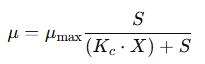 μ = μ_max S / ((K_c · X) + S)